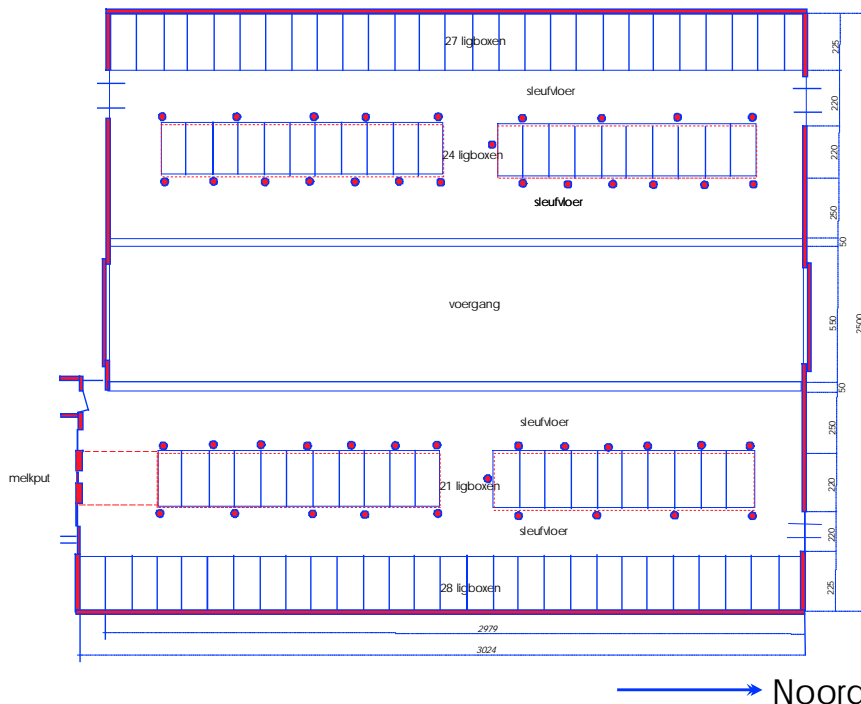 27 ligboxen
225
sleufvloer
220
24 ligboxen
220
sleufvloer
250
50
voergang
550
2500
50
sleufvloer
250
melkput
21 ligboxen
220
sleufvloer
220
28 ligboxen
225
2979
3024
Noord